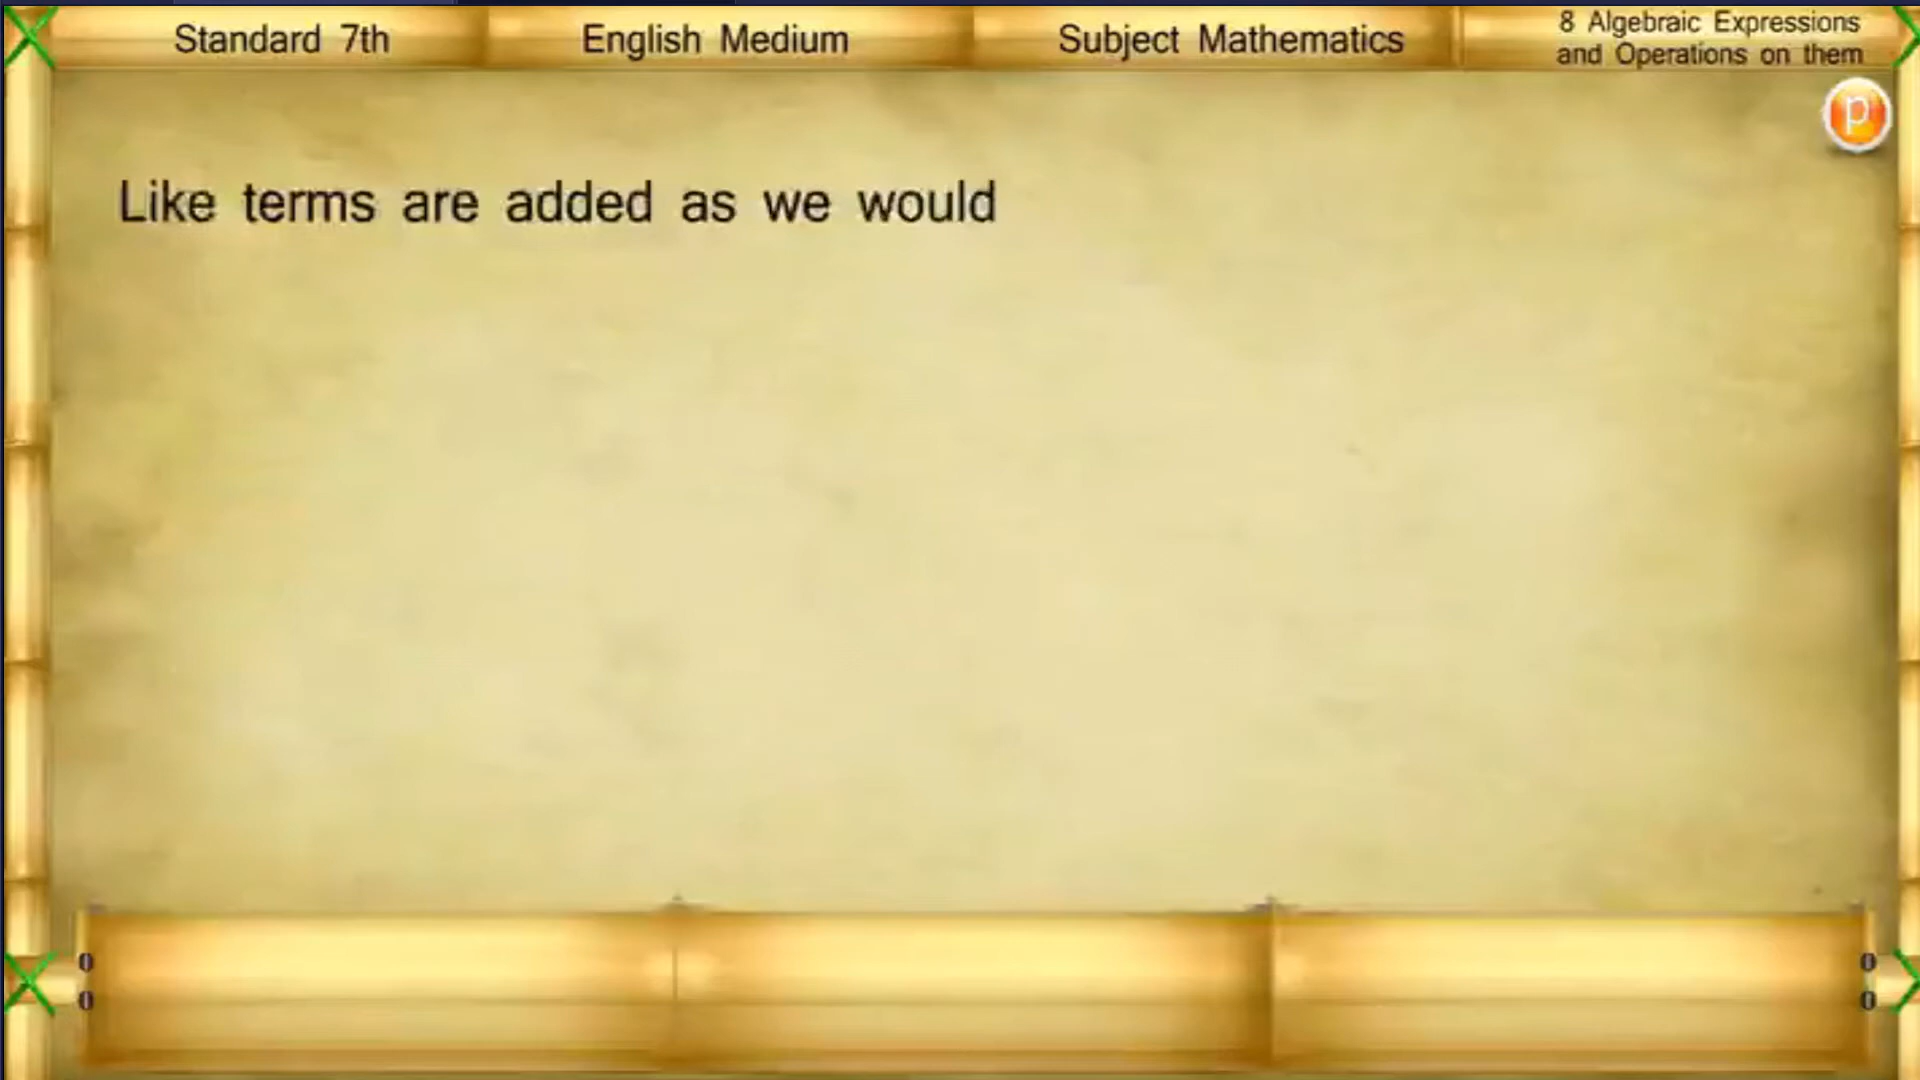 Standard 7th
English Medium
Subject Mathematics
8 Algebraic Expressions
and Operations on them
p
Like terms are added as we would